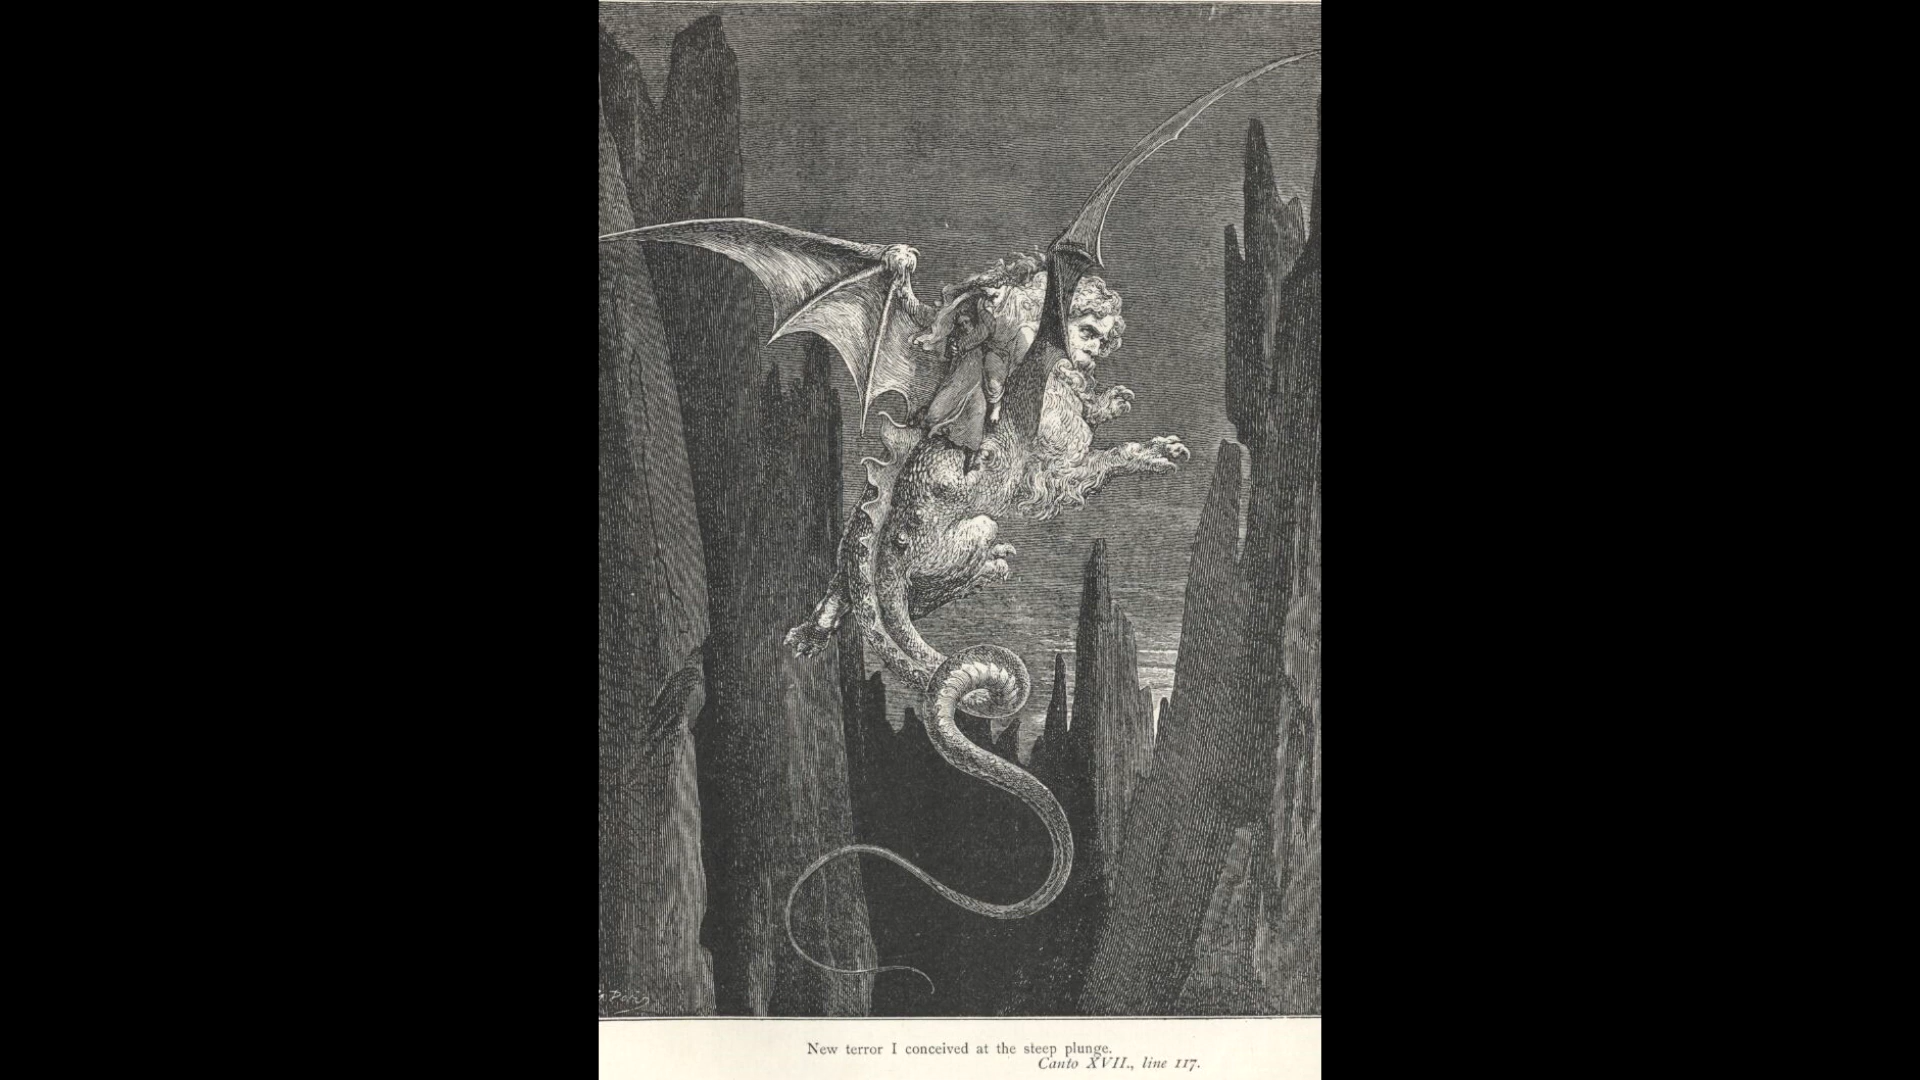 New terror I conceived at the steep plunge.
Canto XVII., line 117.